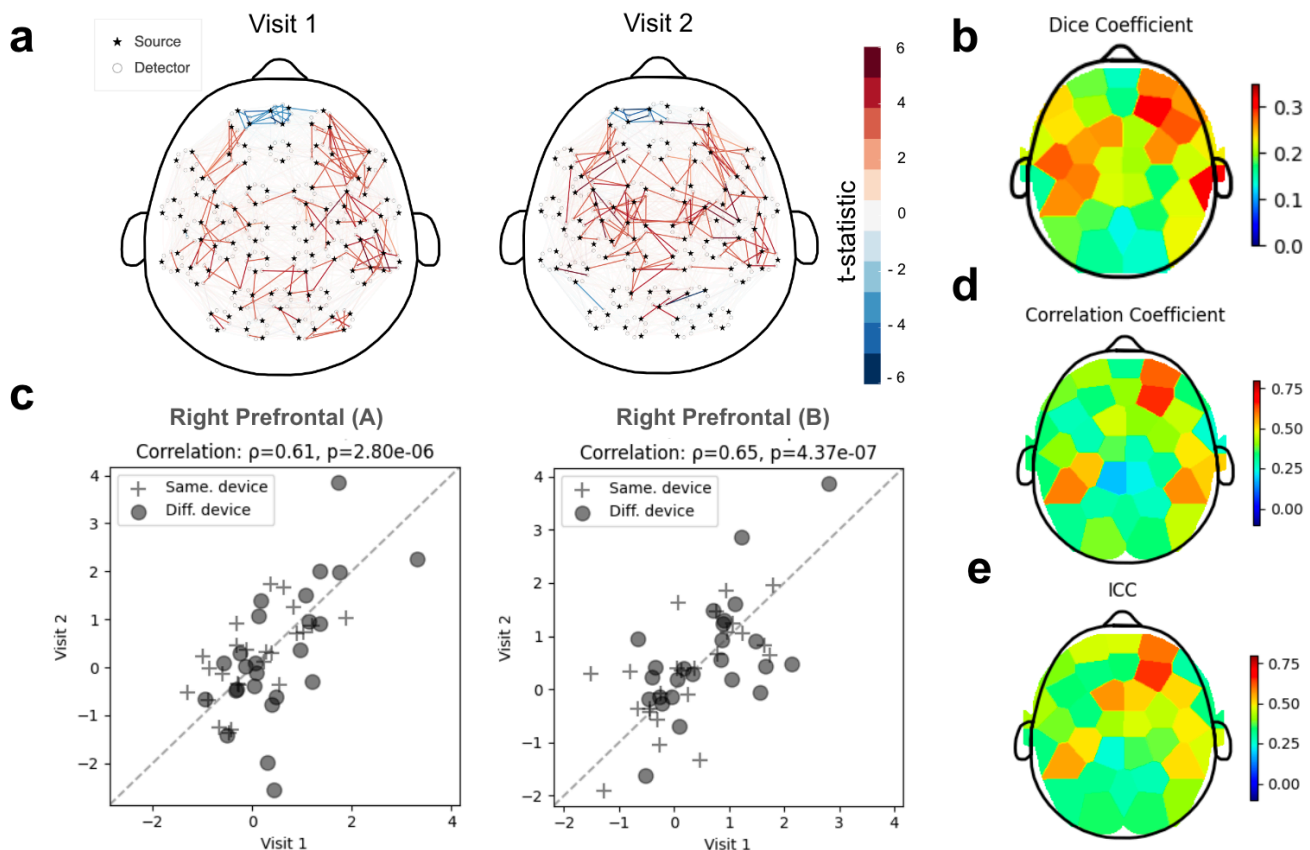 a
Visit 1
Visit 2
Source
Detector
6
4
2
0
- 2
- 4
- 6
t-statistic
b
Dice Coefficient
0.3
0.2
0.1
0.0
c
Right Prefrontal (A)
Correlation: ρ=0.61, p=2.80e-06
Same. device
Diff. device
4
3
2
1
0
−1
−2
Visit 2
−2
0
2
4
Visit 1
Right Prefrontal (B)
Correlation: ρ=0.65, p=4.37e-07
Same. device
Diff. device
4
3
2
1
0
−1
−2
Visit 2
−2
−1
0
1
2
3
4
Visit 1
d
Correlation Coefficient
0.75
0.50
0.25
0.00
e
ICC
0.75
0.50
0.25
0.00